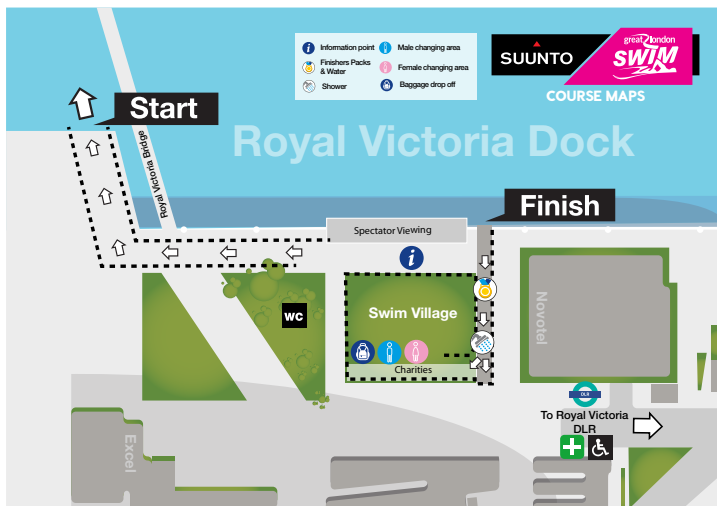 Information point
Male changing area
Finishers Packs
& Water
Female changing area
Shower
Baggage drop off
SUUNTO
great london
SWIM
COURSE MAPS
Start
Royal Victoria Dock
Royal Victoria Bridge
Finish
Spectator Viewing
i
Swim Village
WC
Novotel
Charities
DLR
To Royal Victoria
DLR
Excel